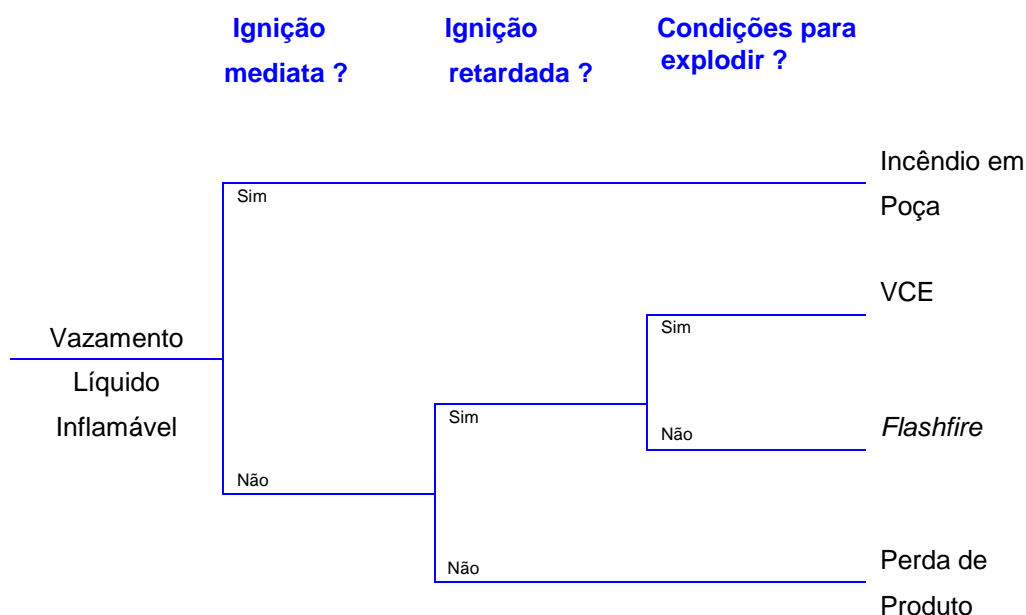 Ignição
mediata ?
Ignição
retardada ?
Condições para
explodir ?
Incêndio em
Poça
Sim
VCE
Sim
Vazamento
Líquido
Inflamável
Sim
Não
Flashfire
Não
Não
Perda de
Produto